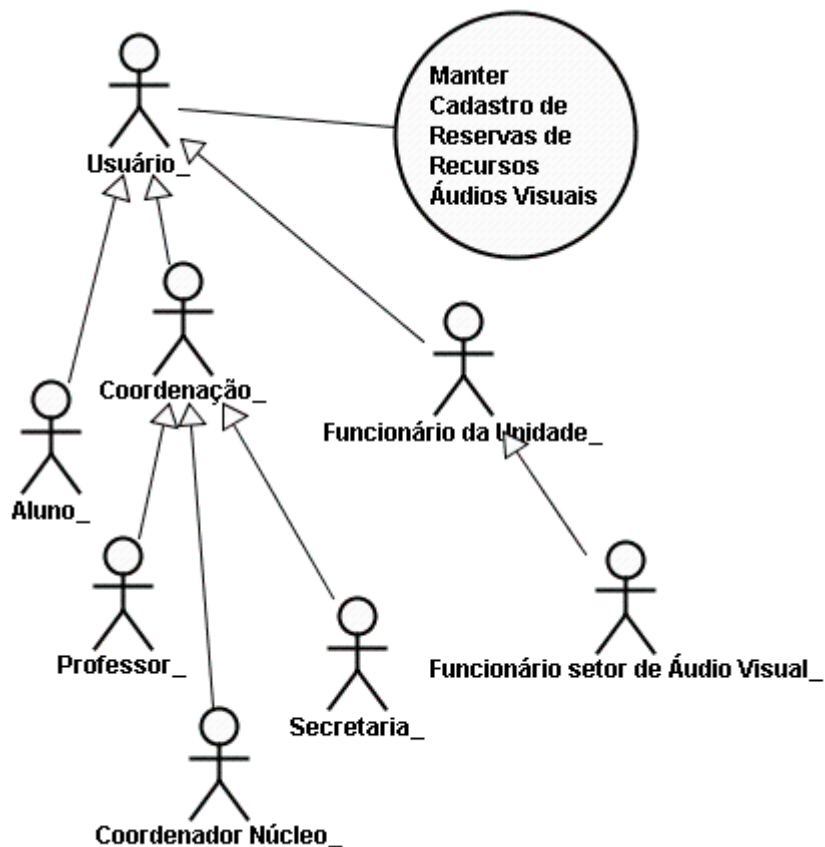 Manter
Cadastro de
Reservas de
Recursos
Áudios Visuais
Usuário_
Coordenação_
Funcionário da Unidade_
Aluno_
Professor_
Funcionário setor de Áudio Visual_
Secretaria_
Coordenador Núcleo_